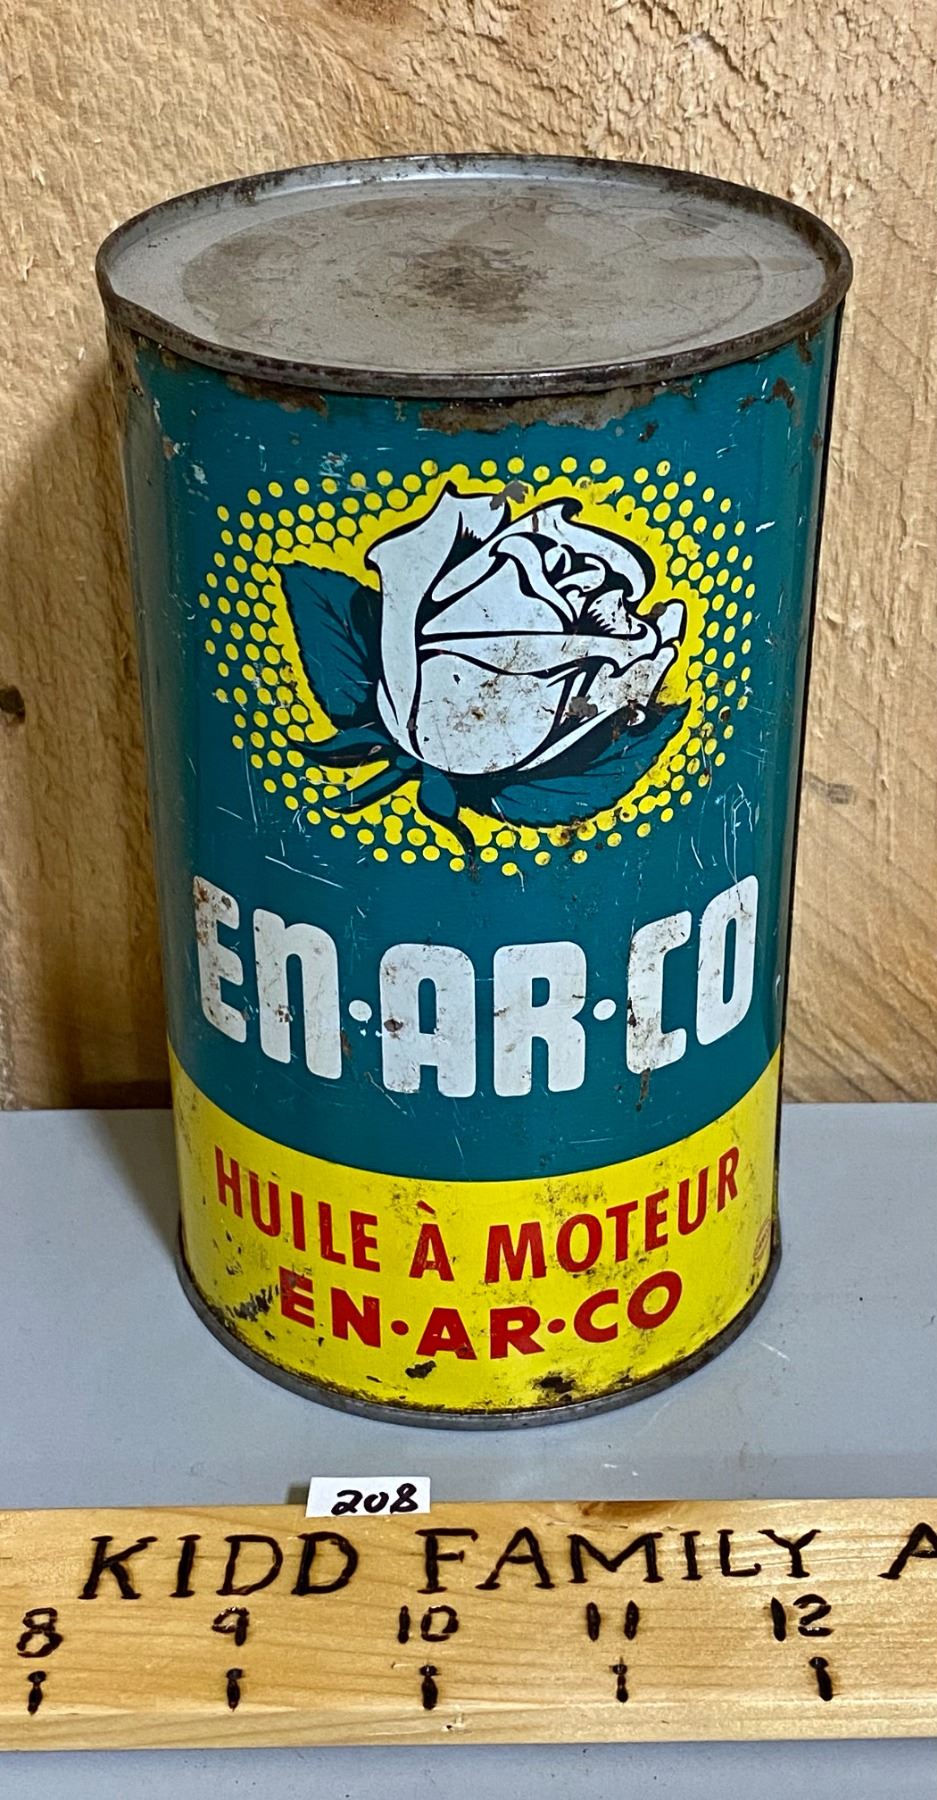 EN·AR·CO
HUILE À MOTEUR
EN·AR·CO
208
KIDD FAMILY A
8 9 10 11 12